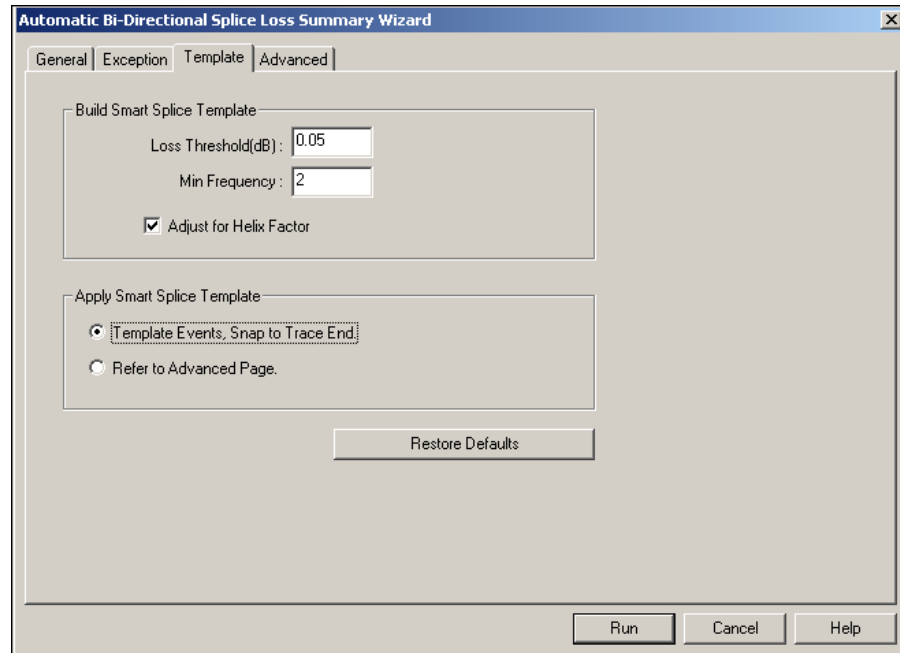 Automatic Bi-Directional Splice Loss Summary Wizard
General Exception Template Advanced
Build Smart Splice Template
Loss Threshold(dB) : 0.05
Min Frequency : 2
Adjust for Helix Factor
Apply Smart Splice Template
Template Events, Snap to Trace End.
Refer to Advanced Page.
Restore Defaults
Run Cancel Help